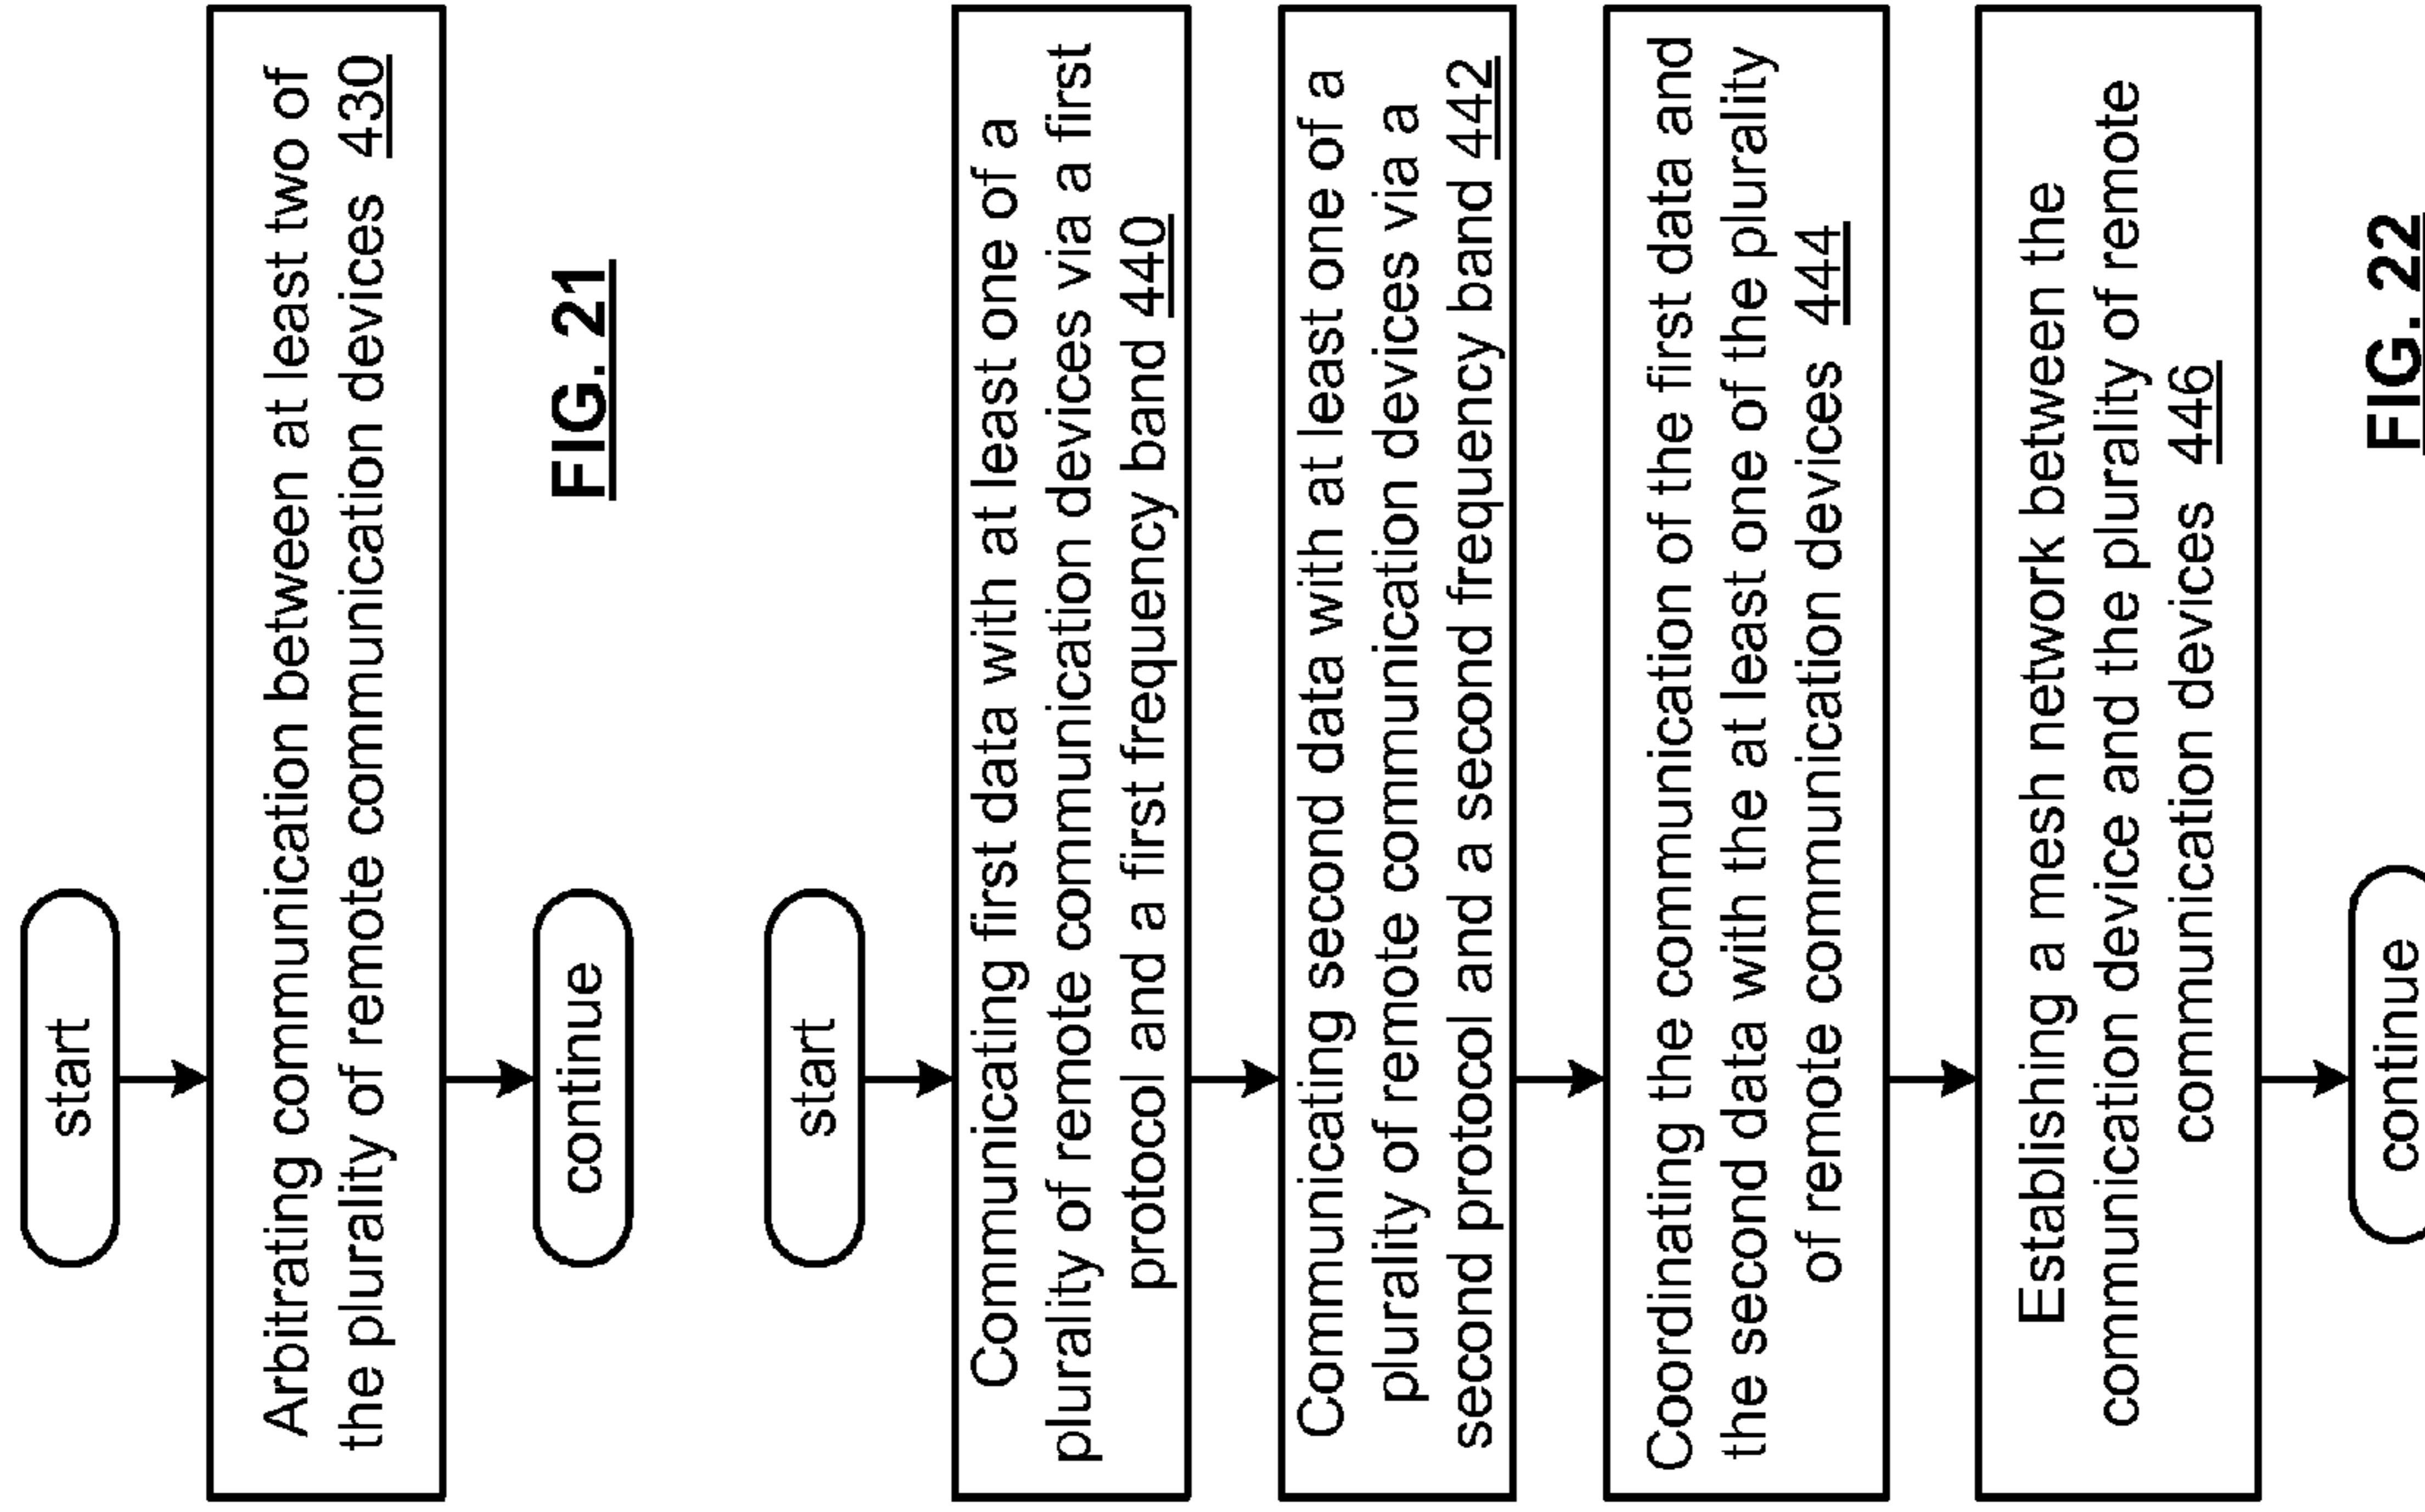 start
Arbitrating communication between at least two of
the plurality of remote communication devices 430
continue
FIG. 21
start
Communicating first data with at least one of a
plurality of remote communication devices via a first
protocol and a first frequency band 440
Communicating second data with at least one of a
plurality of remote communication devices via a
second protocol and a second frequency band 442
Coordinating the communication of the first data and
the second data with the at least one of the plurality
of remote communication devices 444
Establishing a mesh network between the
communication device and the plurality of remote
communication devices 446
continue
FIG. 22